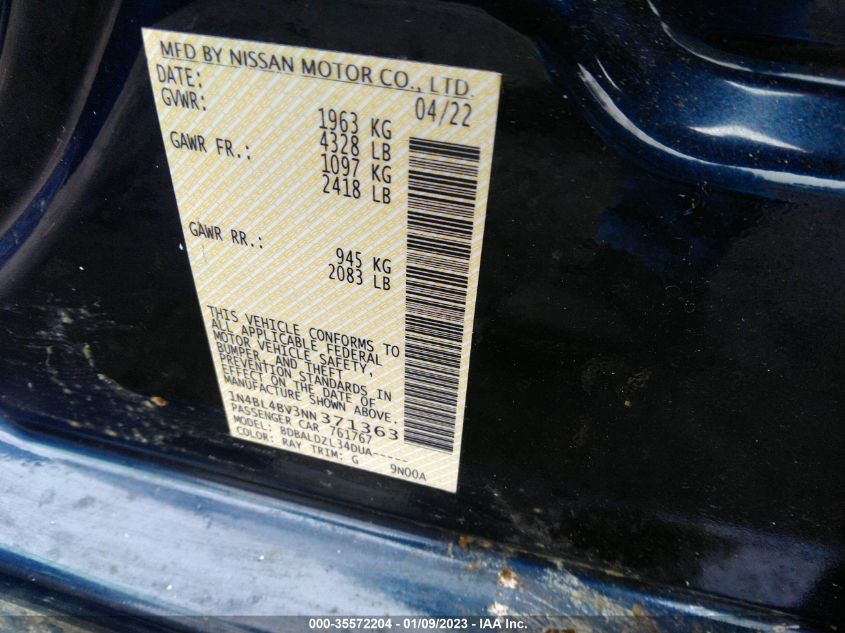 MFD BY NISSAN MOTOR CO., LTD.
DATE: 04/22
GVWR: 1963 KG
4328 LB
GAWR FR.: 1097 KG
2418 LB
GAWR RR.: 945 KG
2083 LB
THIS VEHICLE CONFORMS TO
ALL APPLICABLE FEDERAL
MOTOR VEHICLE SAFETY,
BUMPER, AND THEFT
PREVENTION STANDARDS IN
EFFECT ON THE DATE OF
MANUFACTURE SHOWN ABOVE.
1N4BL4BV3NN371363
PASSENGER CAR 761767
MODEL: BDBALDZL34DUA-----
COLOR: RAY TRIM: G 9N00A
000-35572204 - 01/09/2023 - IAA Inc.